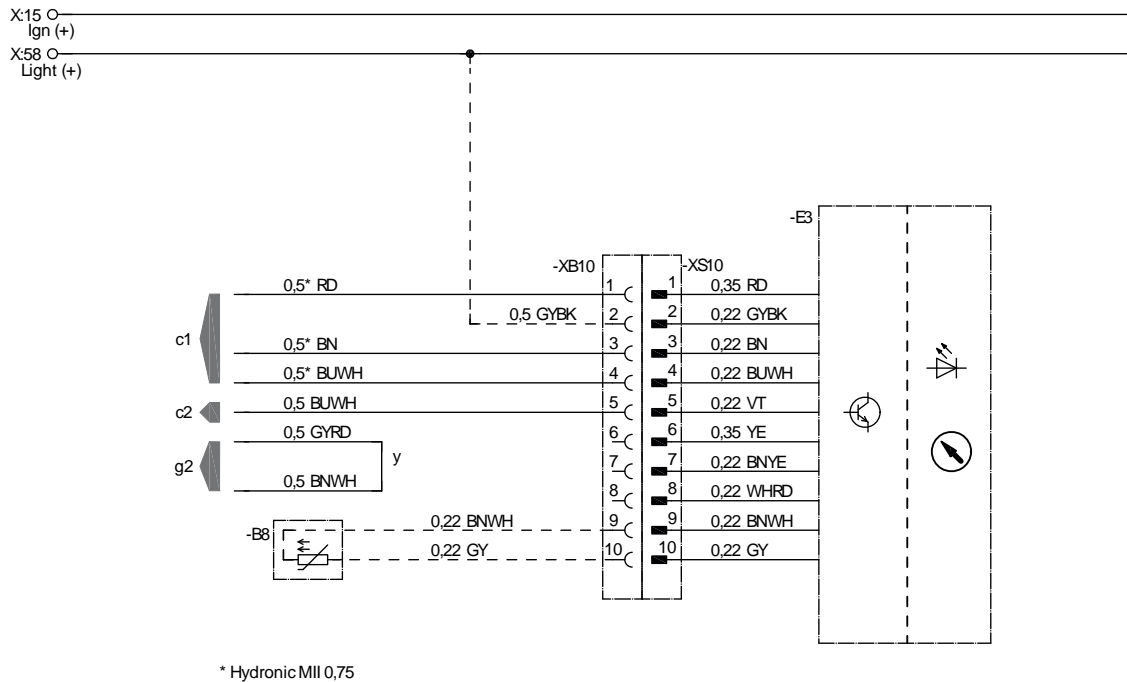 X:15
Ign (+)
X:58
Light (+)
-E3
-XB10
-XS10
0,5* RD 1 1 0,35 RD
0,5 GYBK 2 2 0,22 GYBK
c1
0,5* BN 3 3 0,22 BN
0,5* BUWH 4 4 0,22 BUWH
c2 0,5 BUWH 5 5 0,22 VT
0,5 GYRD 6 6 0,35 YE
g2 y
7 7 0,22 BNYE
0,5 BNWH 8 8 0,22 WHRD
-B8 0,22 BNWH 9 9 0,22 BNWH
0,22 GY 10 10 0,22 GY
* Hydronic MII 0,75